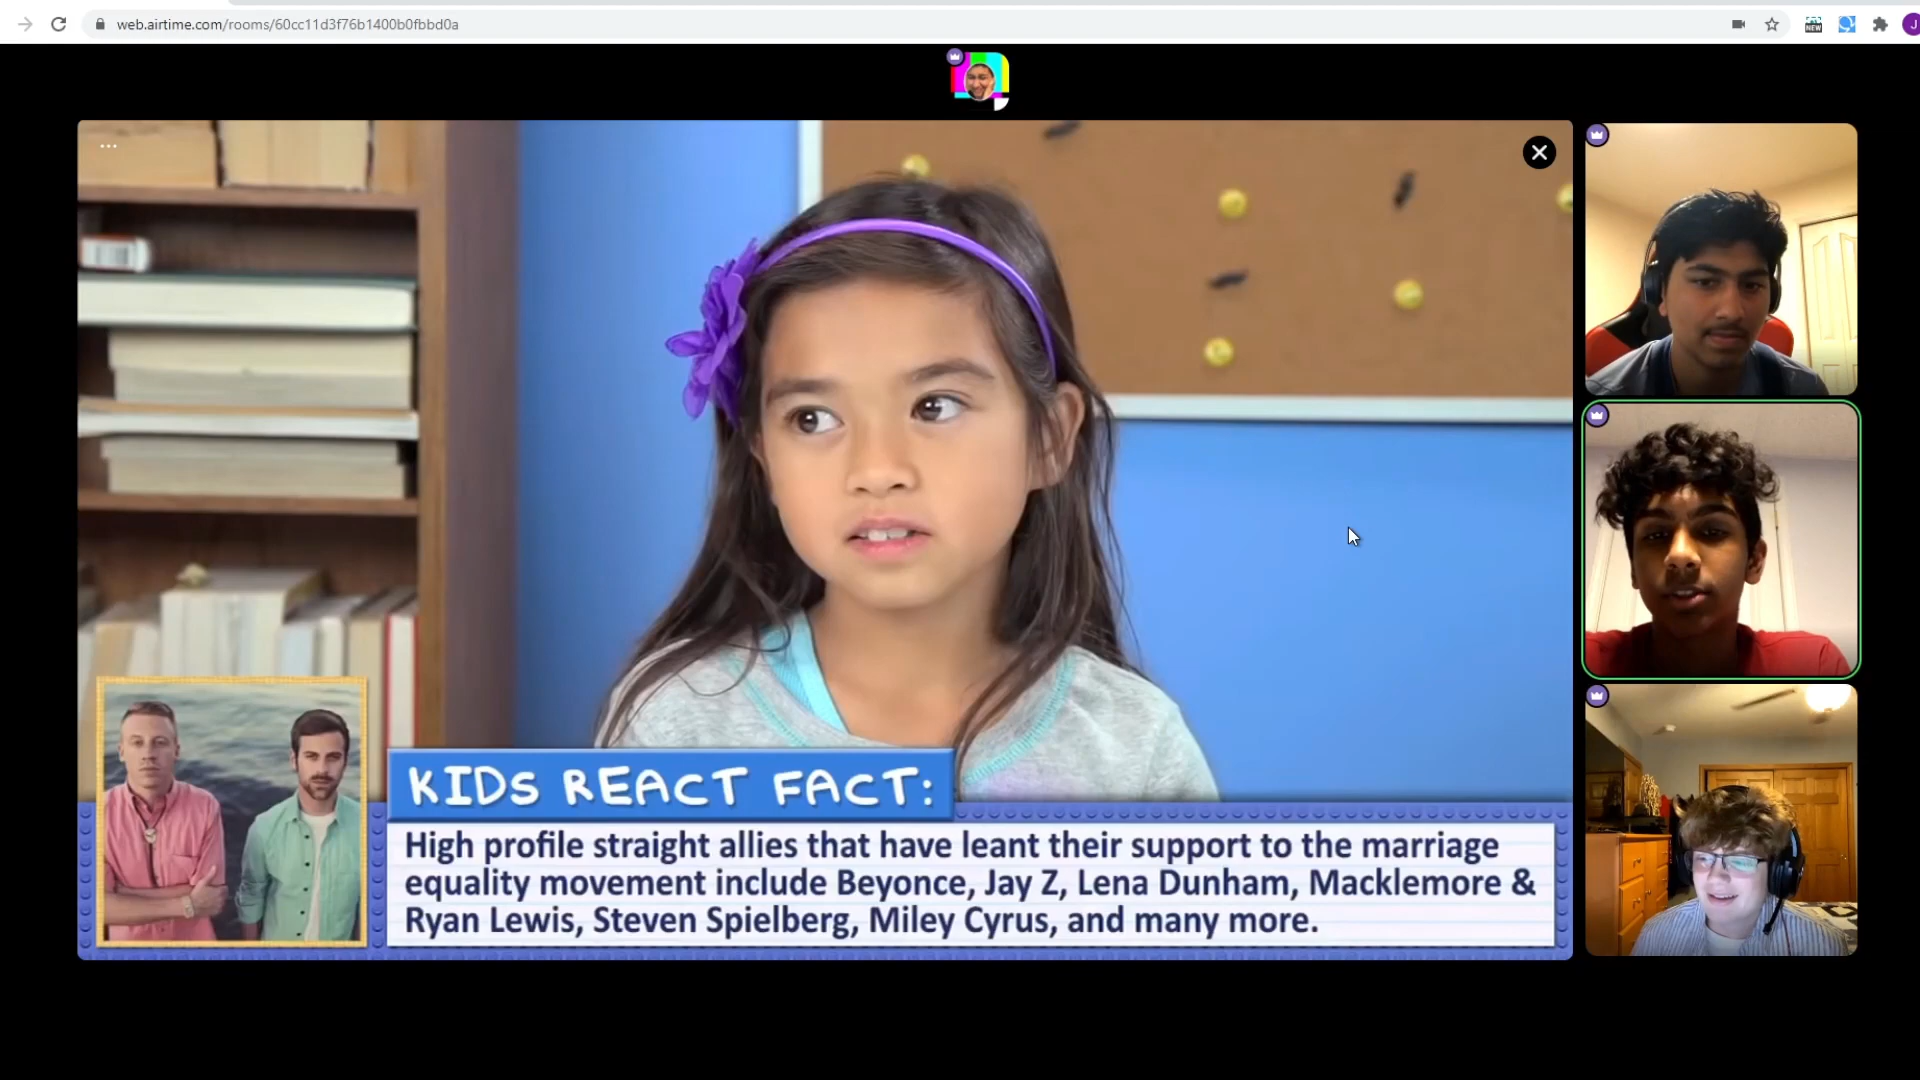 web.airtime.com/rooms/60cc11d3f76b1400b0fbbd0a
NEW
J
KIDS REACT FACT:
High profile straight allies that have leant their support to the marriage
equality movement include Beyonce, Jay Z, Lena Dunham, Macklemore &
Ryan Lewis, Steven Spielberg, Miley Cyrus, and many more.